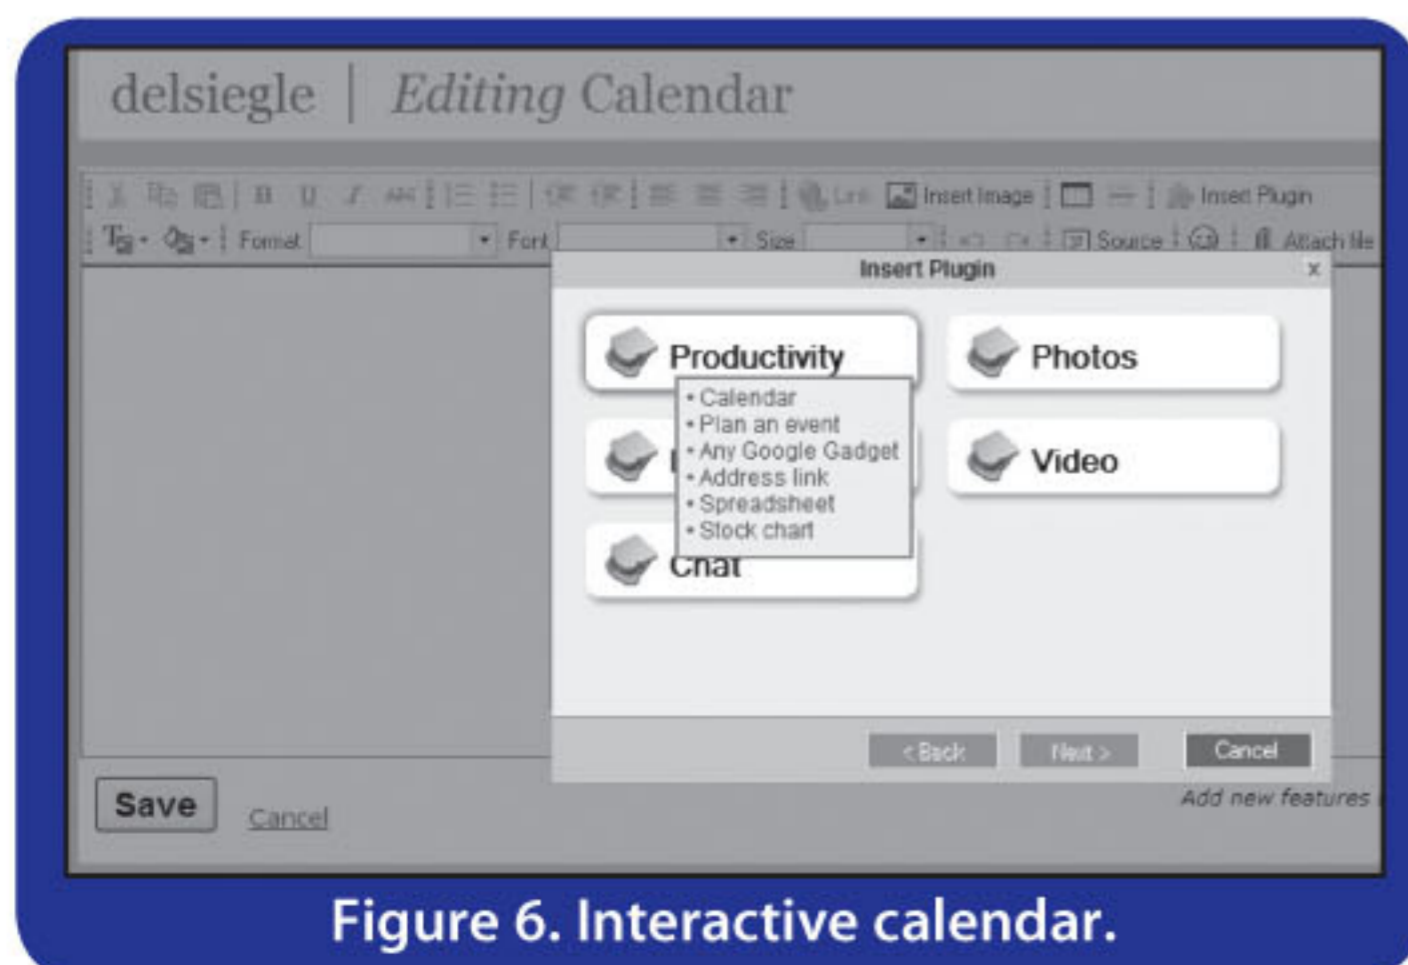 delsiegle | Editing Calendar
B U I ABC Link Insert Image Insert Plugin
Format Font Size Source Attach file
Insert Plugin x
Productivity Photos
• Calendar
• Plan an event
• Any Google Gadget
• Address link
• Spreadsheet
• Stock chart
Video
Chat
< Back Next > Cancel
Save Cancel
Add new features
Figure 6. Interactive calendar.